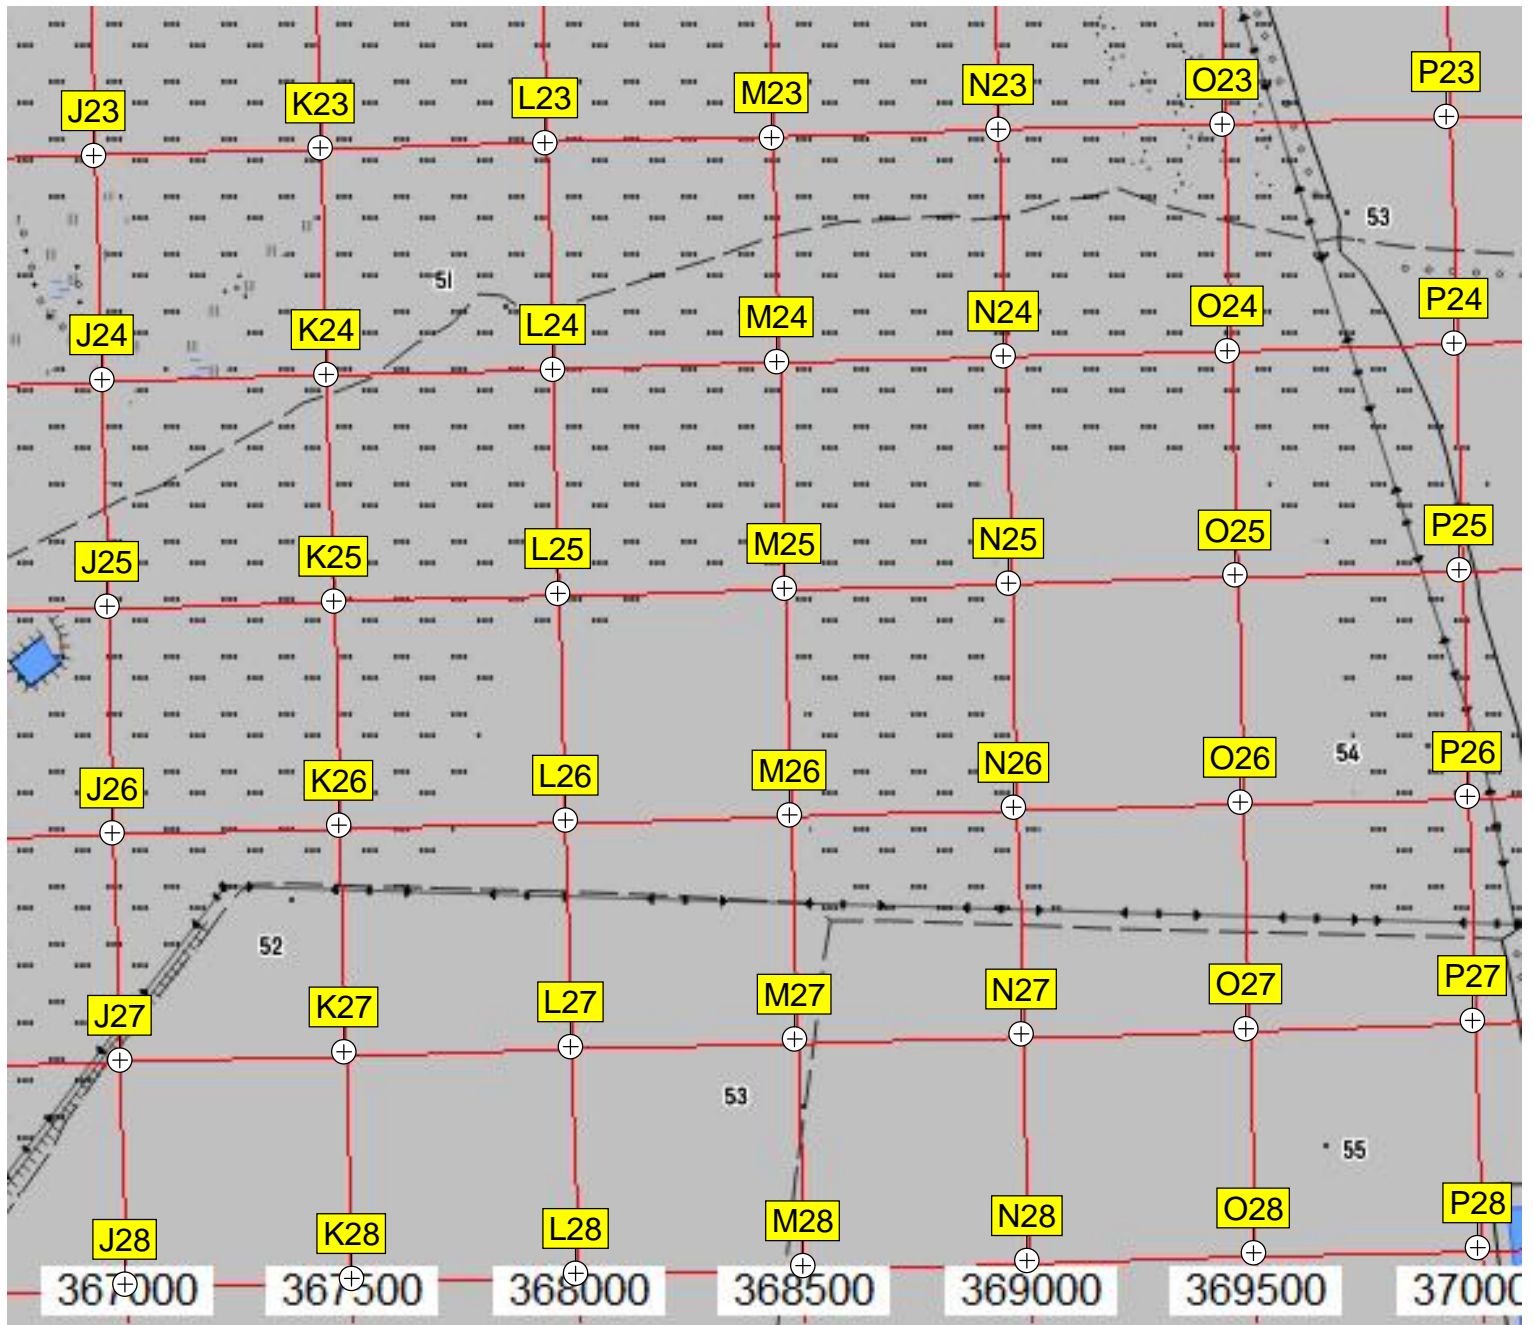 J23 K23 L23 M23 N23 O23 P23
53
51
J24 K24 L24 M24 N24 O24 P24
J25 K25 L25 M25 N25 O25 P25
54
J26 K26 L26 M26 N26 O26 P26
52
J27 K27 L27 M27 N27 O27 P27
53
55
J28 K28 L28 M28 N28 O28 P28
367000 367500 368000 368500 369000 369500 37000